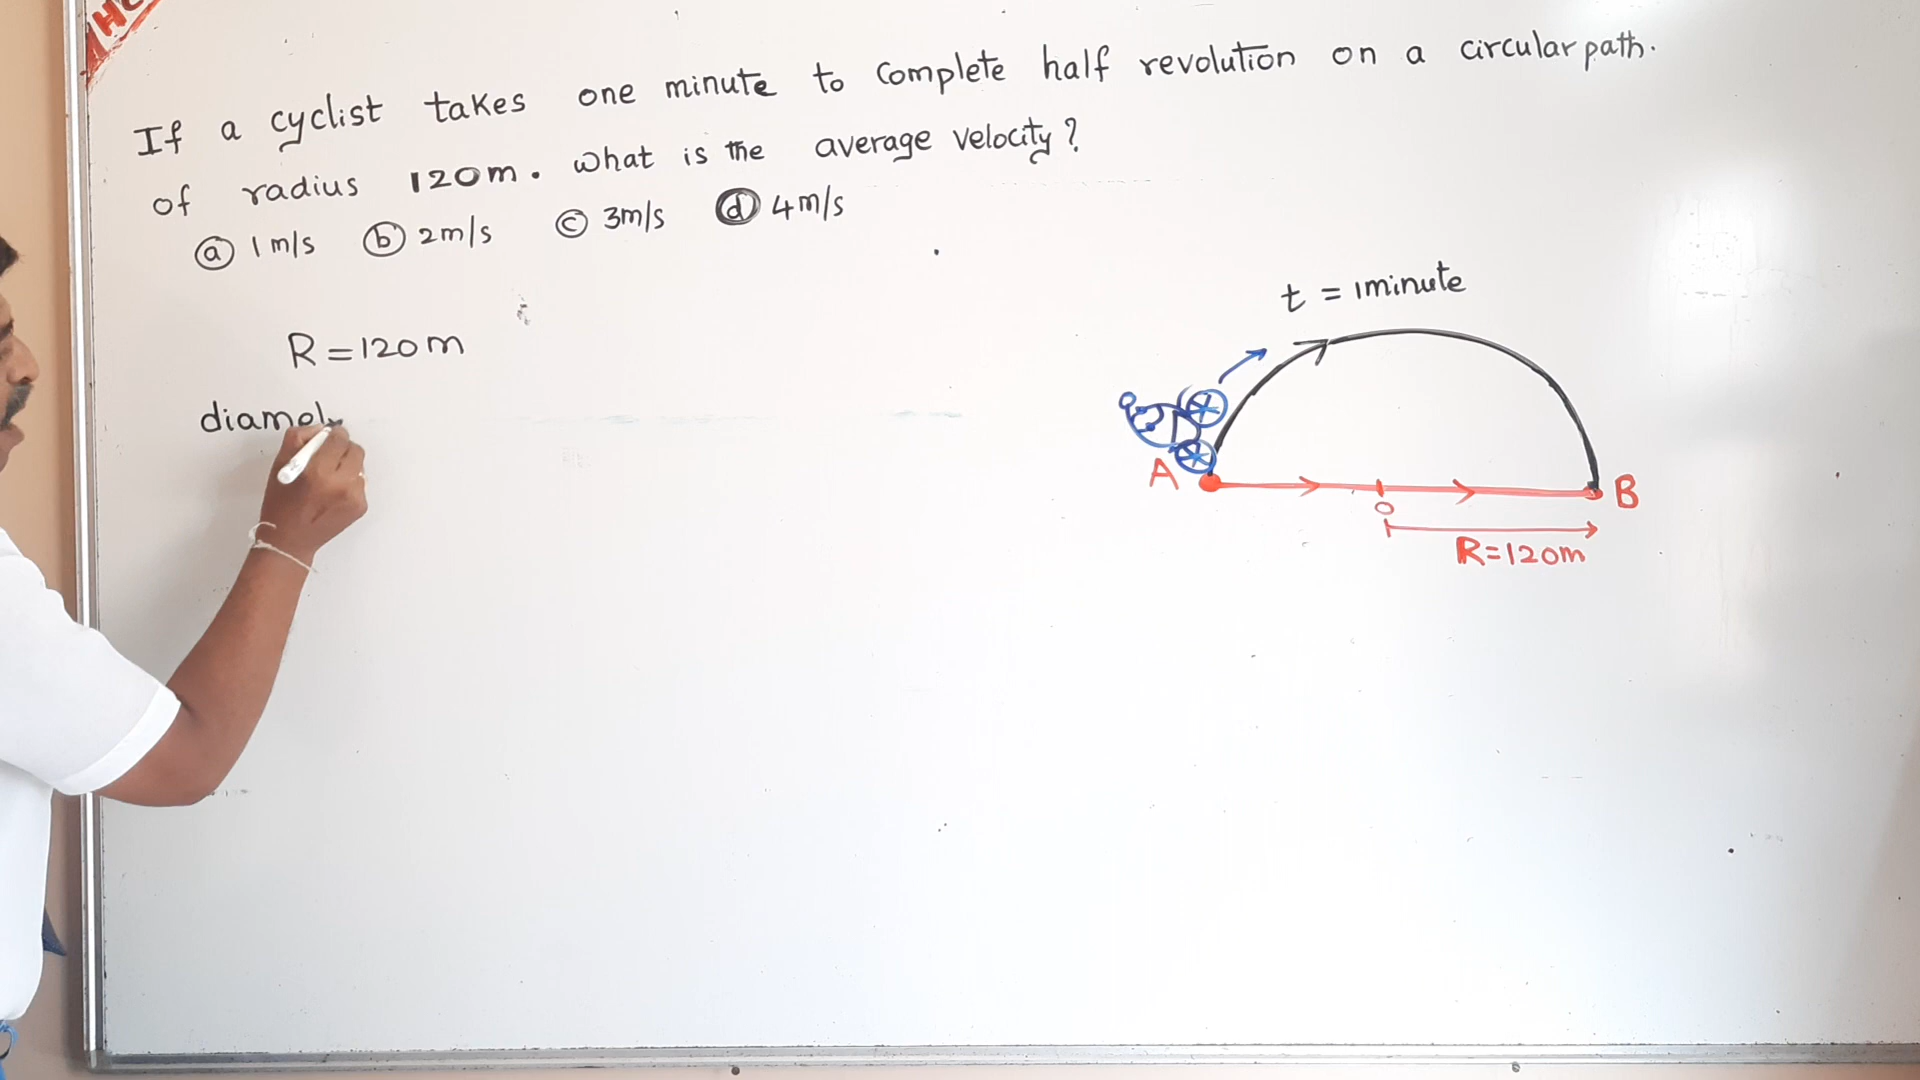 If a cyclist takes one minute to complete half revolution on a circular path.
of radius 120m. what is the average velocity?
ⓐ 1m/s ⓑ 2m/s ⓒ 3m/s ⓓ 4m/s
t = 1minute
R = 120m
A
B
O
R=120m